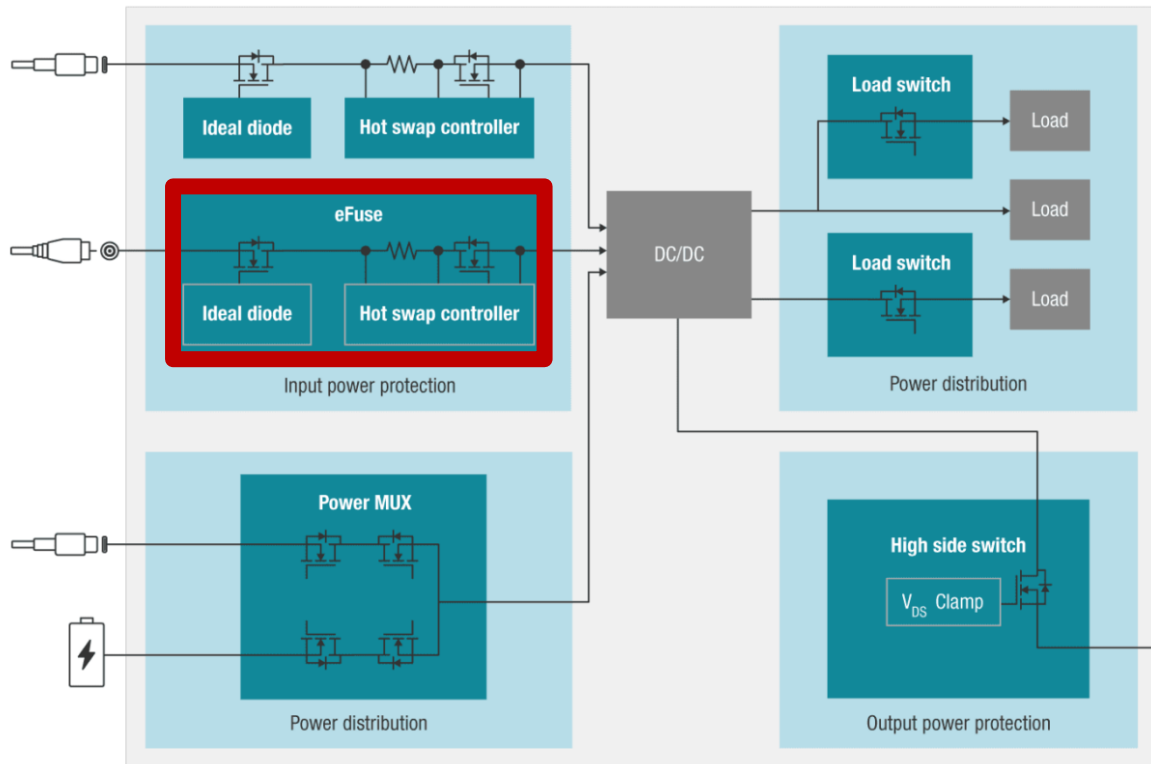 Ideal diode
Hot swap controller
eFuse
Ideal diode
Hot swap controller
Input power protection
DC/DC
Load switch
Load
Load
Load switch
Load
Power distribution
Power MUX
Power distribution
High side switch
VDS Clamp
Output power protection